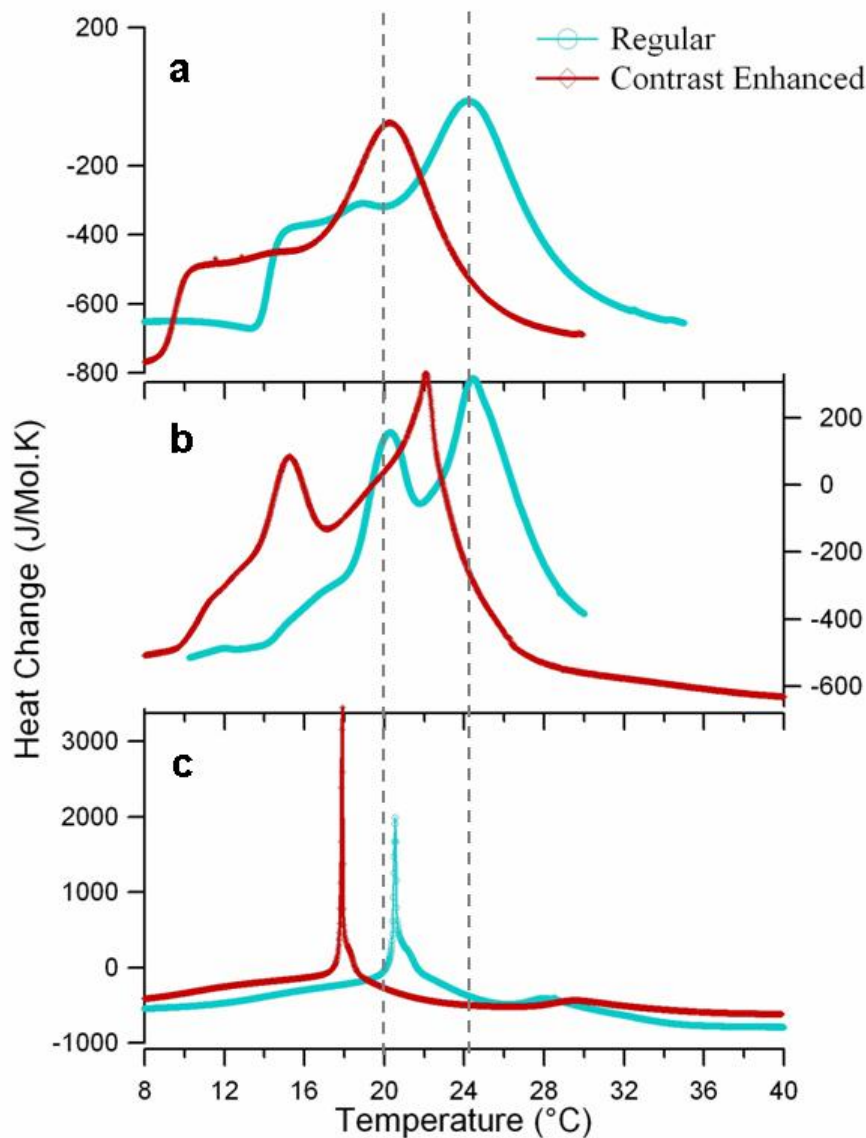 a
Regular
Contrast Enhanced
200
-200
-400
-600
-800
b
200
0
-200
-400
-600
Heat Change (J/Mol.K)
c
3000
2000
1000
0
-1000
8 12 16 20 24 28 32 36 40
Temperature (°C)